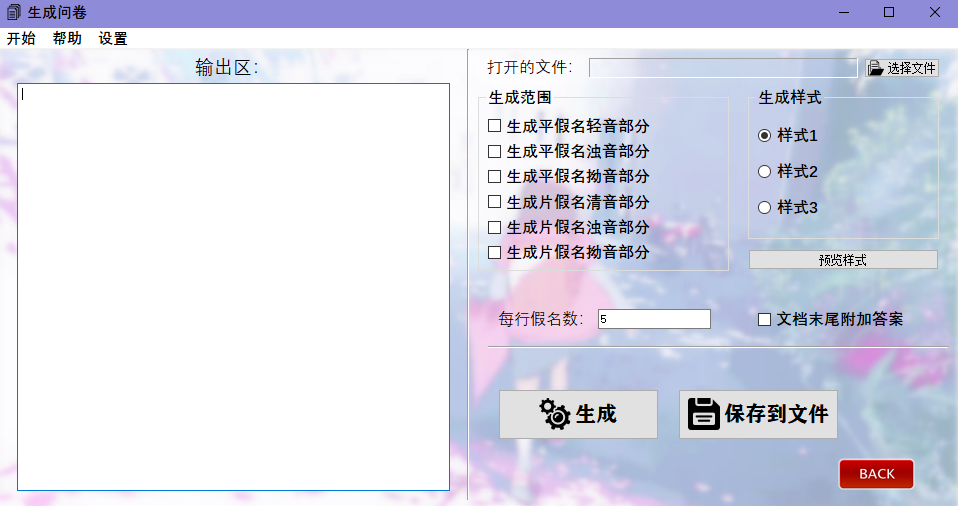 生成问卷
开始 帮助 设置
输出区:
打开的文件: 选择文件
生成范围
生成平假名轻音部分
生成平假名浊音部分
生成平假名拗音部分
生成片假名清音部分
生成片假名浊音部分
生成片假名拗音部分
生成样式
样式1
样式2
样式3
预览样式
每行假名数: 5
文档末尾附加答案
生成
保存到文件
BACK